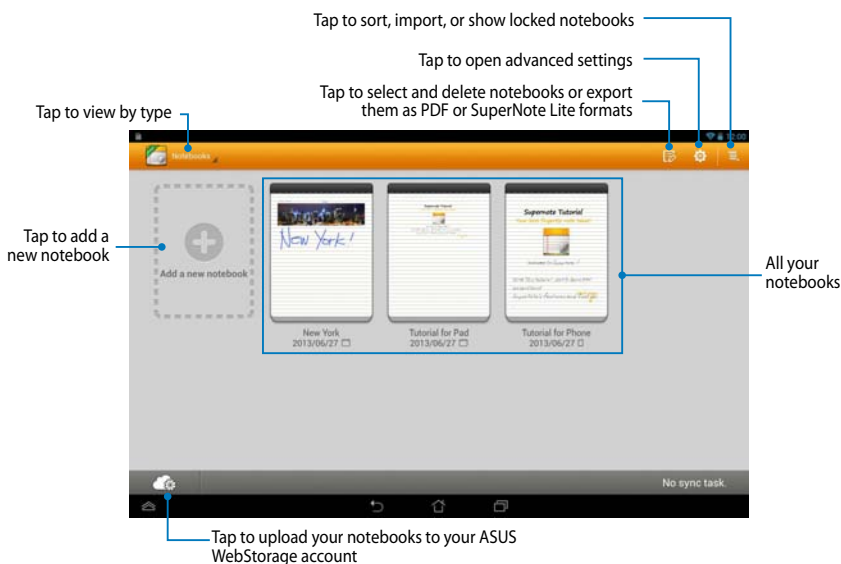 Tap to sort, import, or show locked notebooks
Tap to open advanced settings
Tap to select and delete notebooks or export
them as PDF or SuperNote Lite formats
Tap to view by type
12:00
Notebooks
Tap to add a
new notebook
Add a new notebook
New York!
Supernote Tutorial
Supernote Tutorial
All your
notebooks
New York
2013/06/27
Tutorial for Pad
2013/06/27
Tutorial for Phone
2013/06/27
No sync task.
Tap to upload your notebooks to your ASUS
WebStorage account